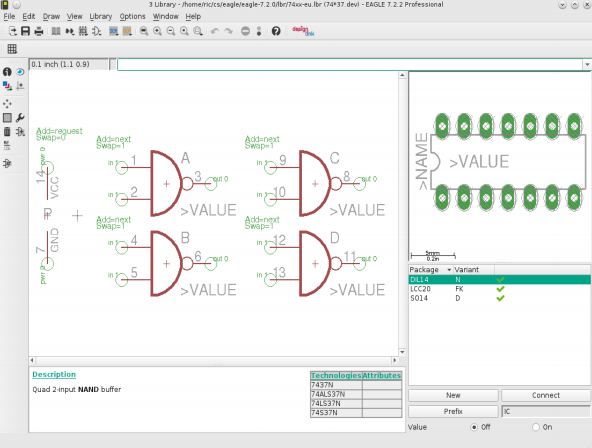 3 Library - /home/ric/cs/eagle/eagle-7.2.0/lbr/74xx-eu.lbr (74*37.dev) - EAGLE 7.2.2 Professional
File Edit Draw View Library Options Window Help
design link
0.1 inch (1.1 0.9)
Add=request
Swap=0
pwr 0
14
VCC
P
7
GND
pwr 0
Add=next
Swap=1
A
in 1
1
3
out 0
in 1
2
>VALUE
Add=next
Swap=1
C
in 1
9
8
out 0
in 1
10
>VALUE
Add=next
Swap=1
B
in 1
4
6
out 0
in 1
5
>VALUE
Add=next
Swap=1
D
in 1
12
11
out 0
in 1
13
>VALUE
>NAME
>VALUE
5mm
0.2in
Package Variant
DIL14 N
LCC20 FK
SO14 D
Description
Quad 2-input NAND buffer
Technologies Attributes
7437N
74ALS37N
74LS37N
74S37N
New Connect
Prefix IC
Value Off On